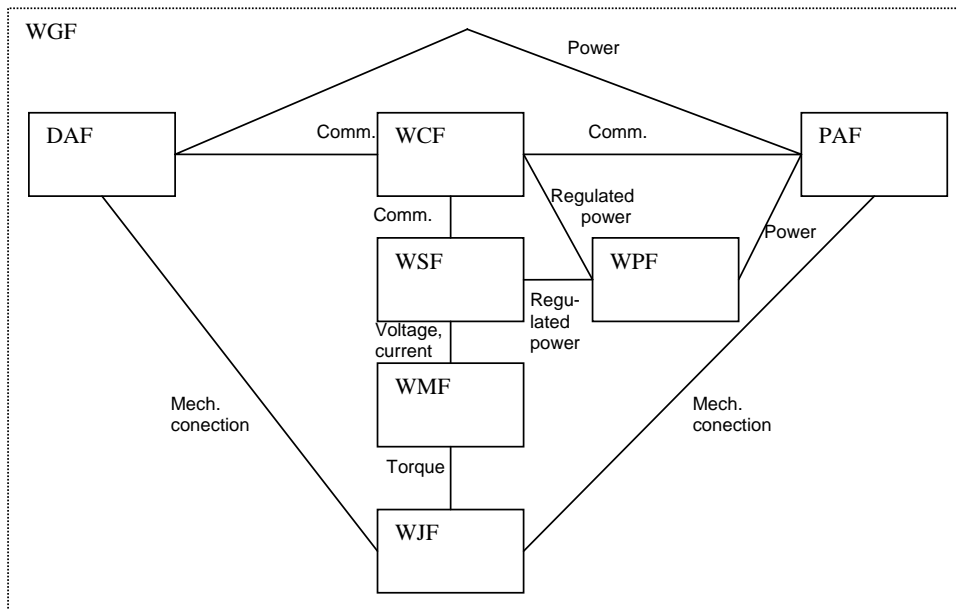 WGF
Power
DAF
Comm.
WCF
Comm.
PAF
Regulated
power
Comm.
Power
WSF
WPF
Regu-
lated
power
Voltage,
current
WMF
Mech.
conection
Mech.
conection
Torque
WJF